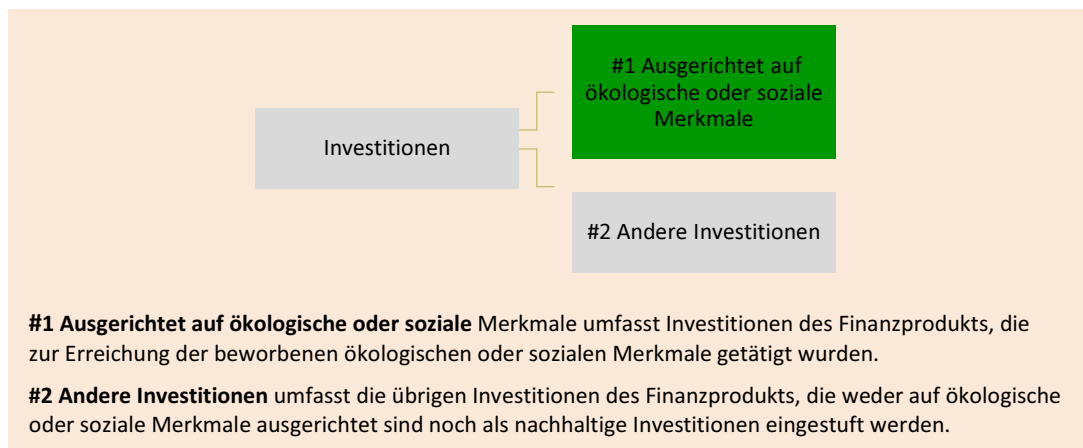 #1 Ausgerichtet auf
ökologische oder soziale
Merkmale
Investitionen
#2 Andere Investitionen
#1 Ausgerichtet auf ökologische oder soziale Merkmale umfasst Investitionen des Finanzprodukts, die
zur Erreichung der beworbenen ökologischen oder sozialen Merkmale getätigt wurden.
#2 Andere Investitionen umfasst die übrigen Investitionen des Finanzprodukts, die weder auf ökologische
oder soziale Merkmale ausgerichtet sind noch als nachhaltige Investitionen eingestuft werden.